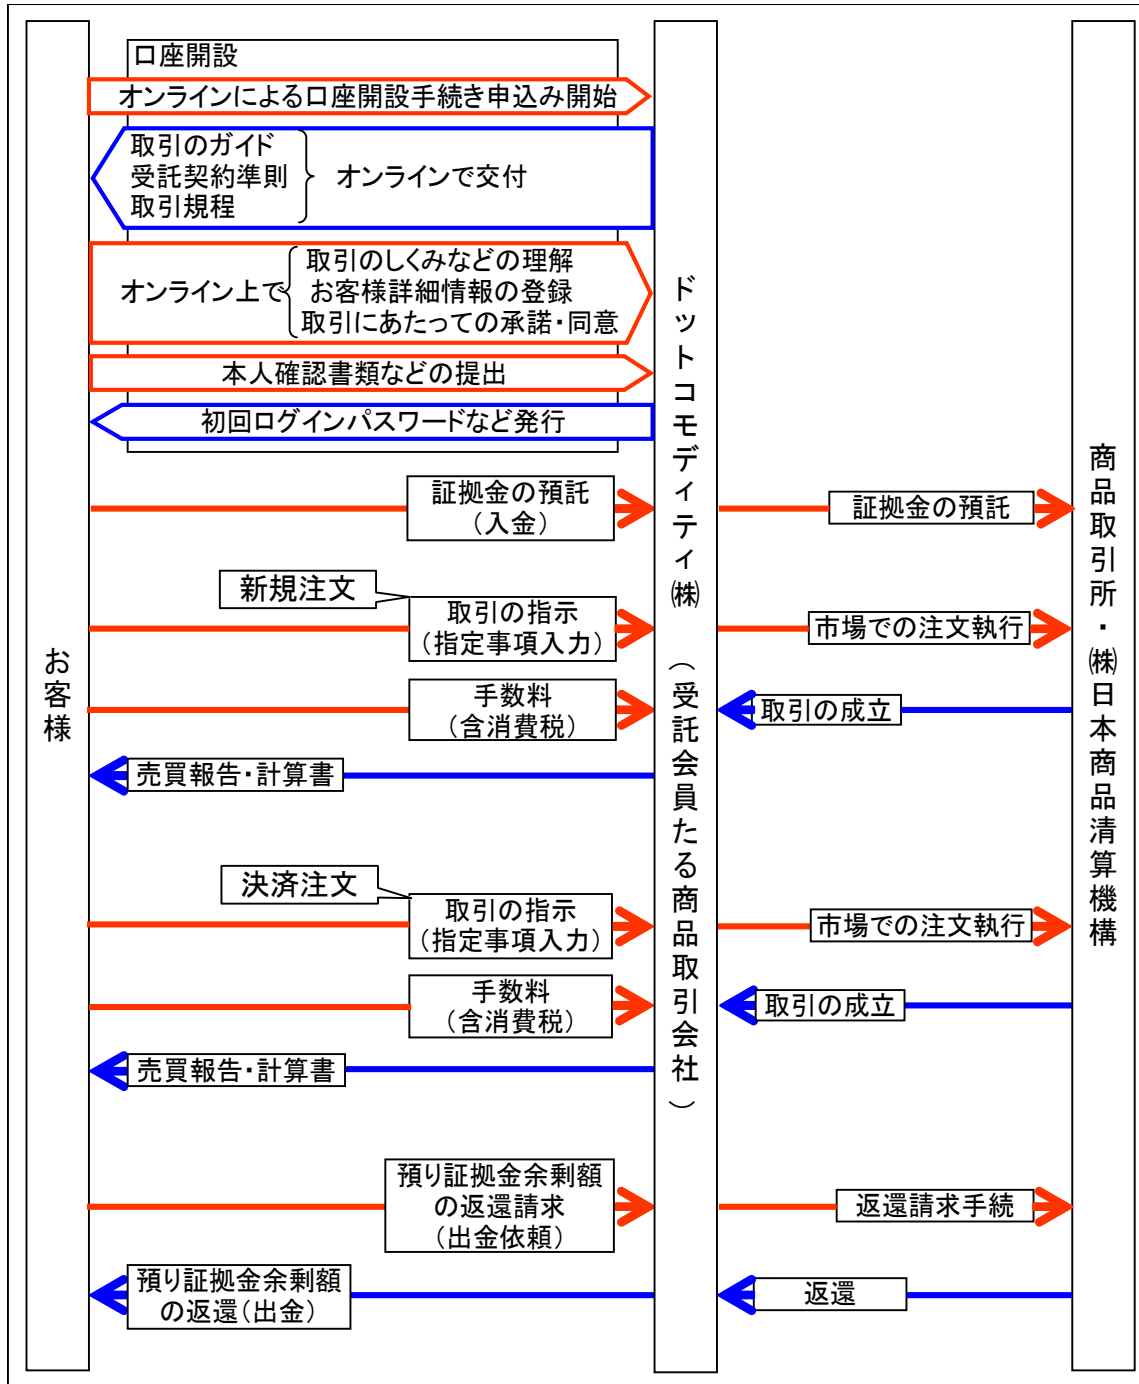 口座開設
オンラインによる口座開設手続き申込み開始
取引のガイド
受託契約準則
取引規程
オンラインで交付
オンライン上で
取引のしくみなどの理解
お客様詳細情報の登録
取引にあたっての承諾・同意
本人確認書類などの提出
初回ログインパスワードなど発行
証拠金の預託
(入金)
証拠金の預託
新規注文
取引の指示
(指定事項入力)
市場での注文執行
手数料
(含消費税)
取引の成立
売買報告・計算書
決済注文
取引の指示
(指定事項入力)
市場での注文執行
手数料
(含消費税)
取引の成立
売買報告・計算書
預り証拠金余剰額
の返還請求
(出金依頼)
返還請求手続
預り証拠金余剰額
の返還(出金)
返還
お客様
ドットコモディティ㈱ (受託会員たる商品取引会社)
商品取引所・㈱日本商品清算機構